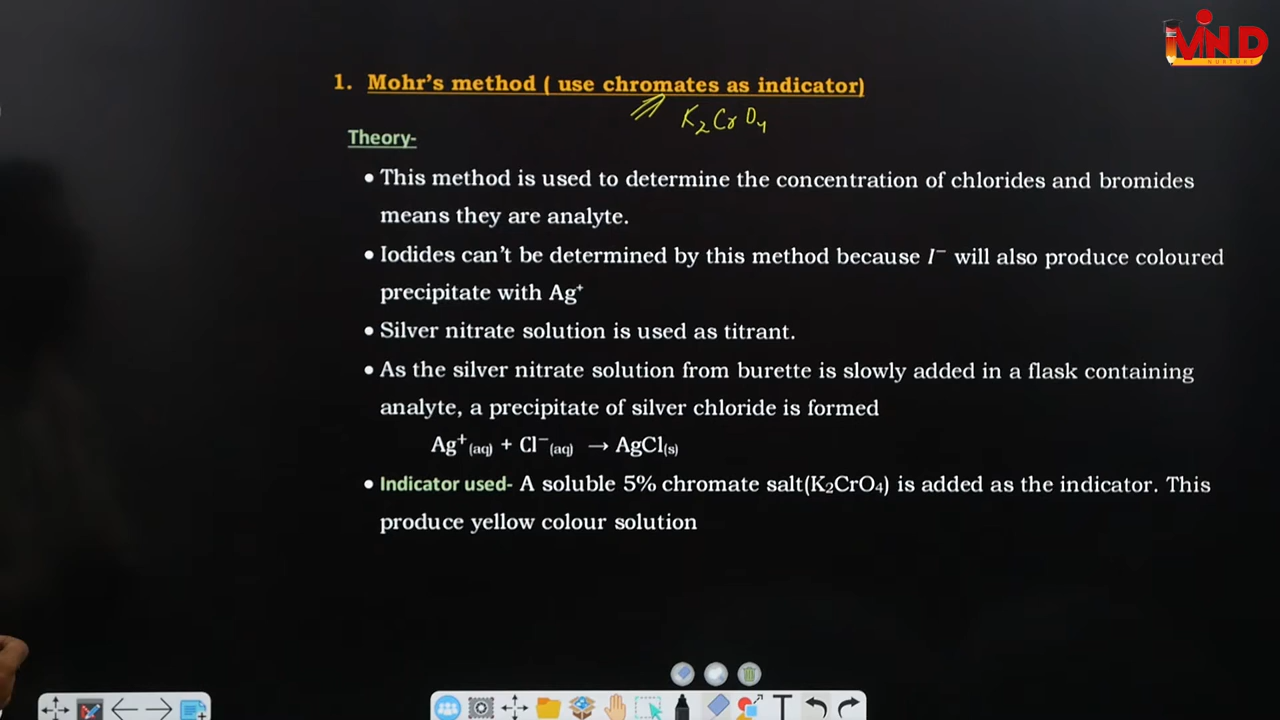 MIND
NURTURE
1. Mohr's method ( use chromates as indicator)
K₂CrO₄
Theory-
• This method is used to determine the concentration of chlorides and bromides
means they are analyte.
• Iodides can't be determined by this method because I⁻ will also produce coloured
precipitate with Ag⁺
• Silver nitrate solution is used as titrant.
• As the silver nitrate solution from burette is slowly added in a flask containing
analyte, a precipitate of silver chloride is formed
Ag⁺(aq) + Cl⁻(aq) → AgCl(s)
• Indicator used- A soluble 5% chromate salt(K₂CrO₄) is added as the indicator. This
produce yellow colour solution